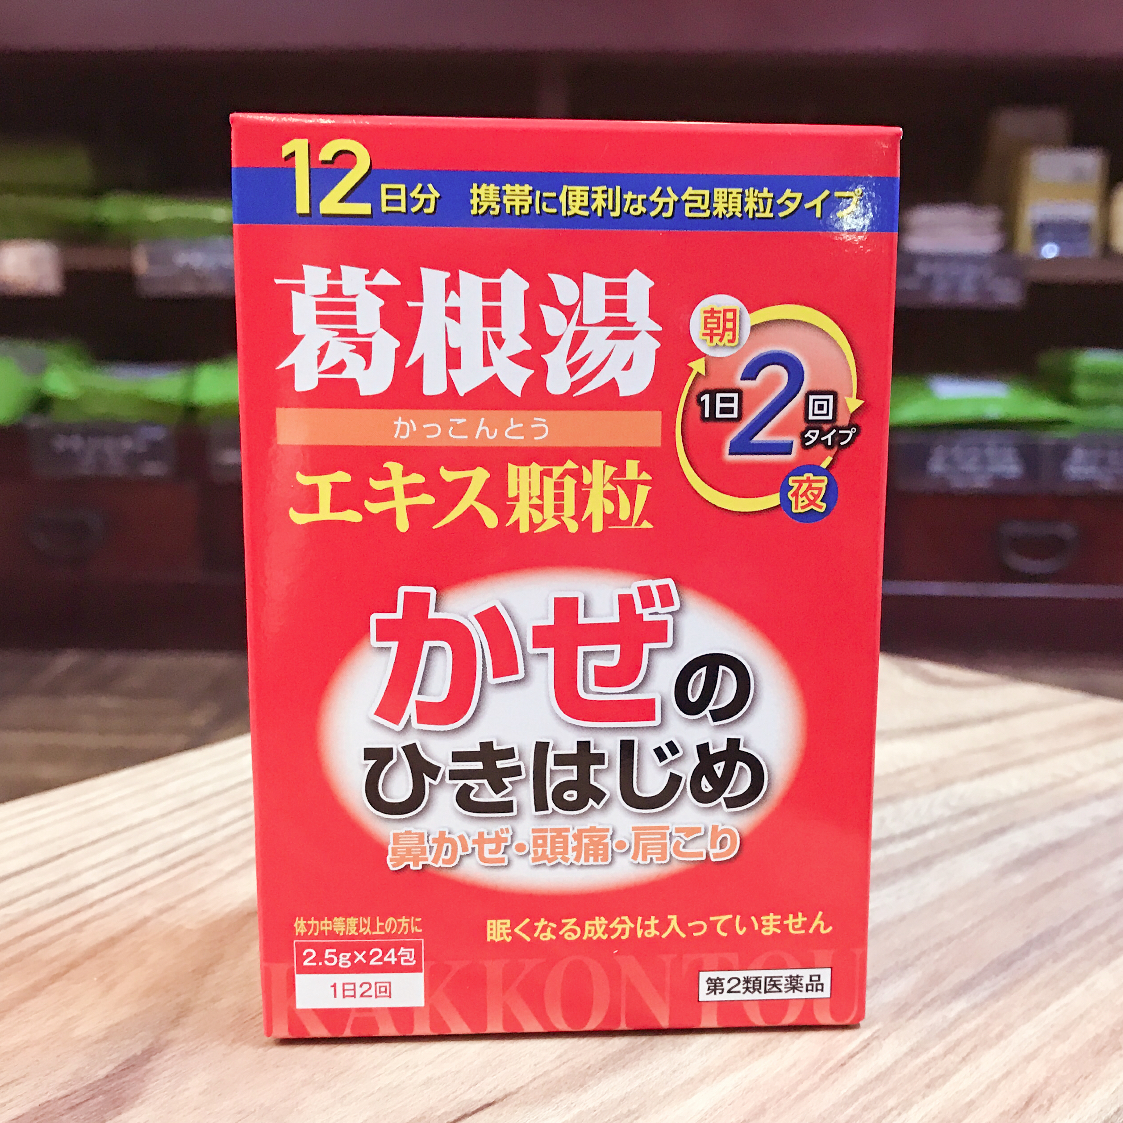 12日分 携帯に便利な分包顆粒タイプ
葛根湯
かっこんとう
エキス顆粒
朝
1日2回
タイプ
夜
かぜの
ひきはじめ
鼻かぜ・頭痛・肩こり
体力中等度以上の方に
眠くなる成分は入っていません
2.5g×24包
1日2回
第2類医薬品
KAKKONTOU